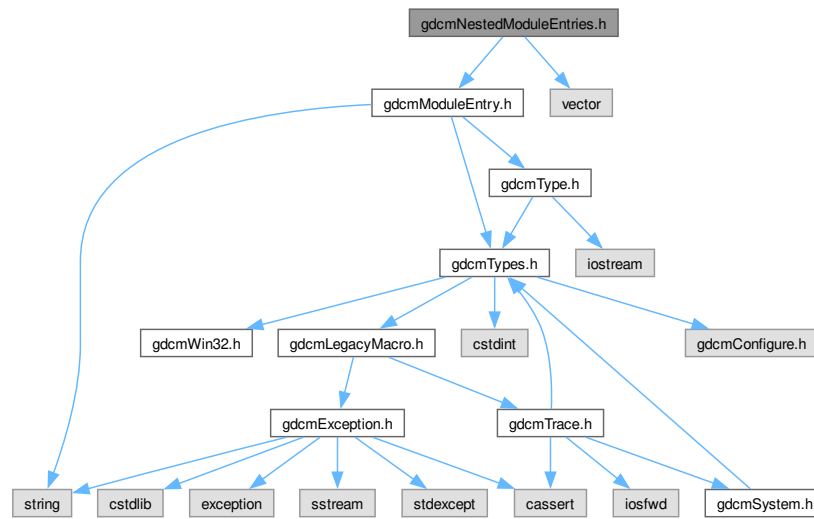 gdcmNestedModuleEntries.h
gdcmModuleEntry.h
vector
gdcmType.h
gdcmTypes.h
iostream
gdcmWin32.h
gdcmLegacyMacro.h
cstdint
gdcmConfigure.h
gdcmException.h
gdcmTrace.h
string
cstdlib
exception
sstream
stdexcept
cassert
iosfwd
gdcmSystem.h